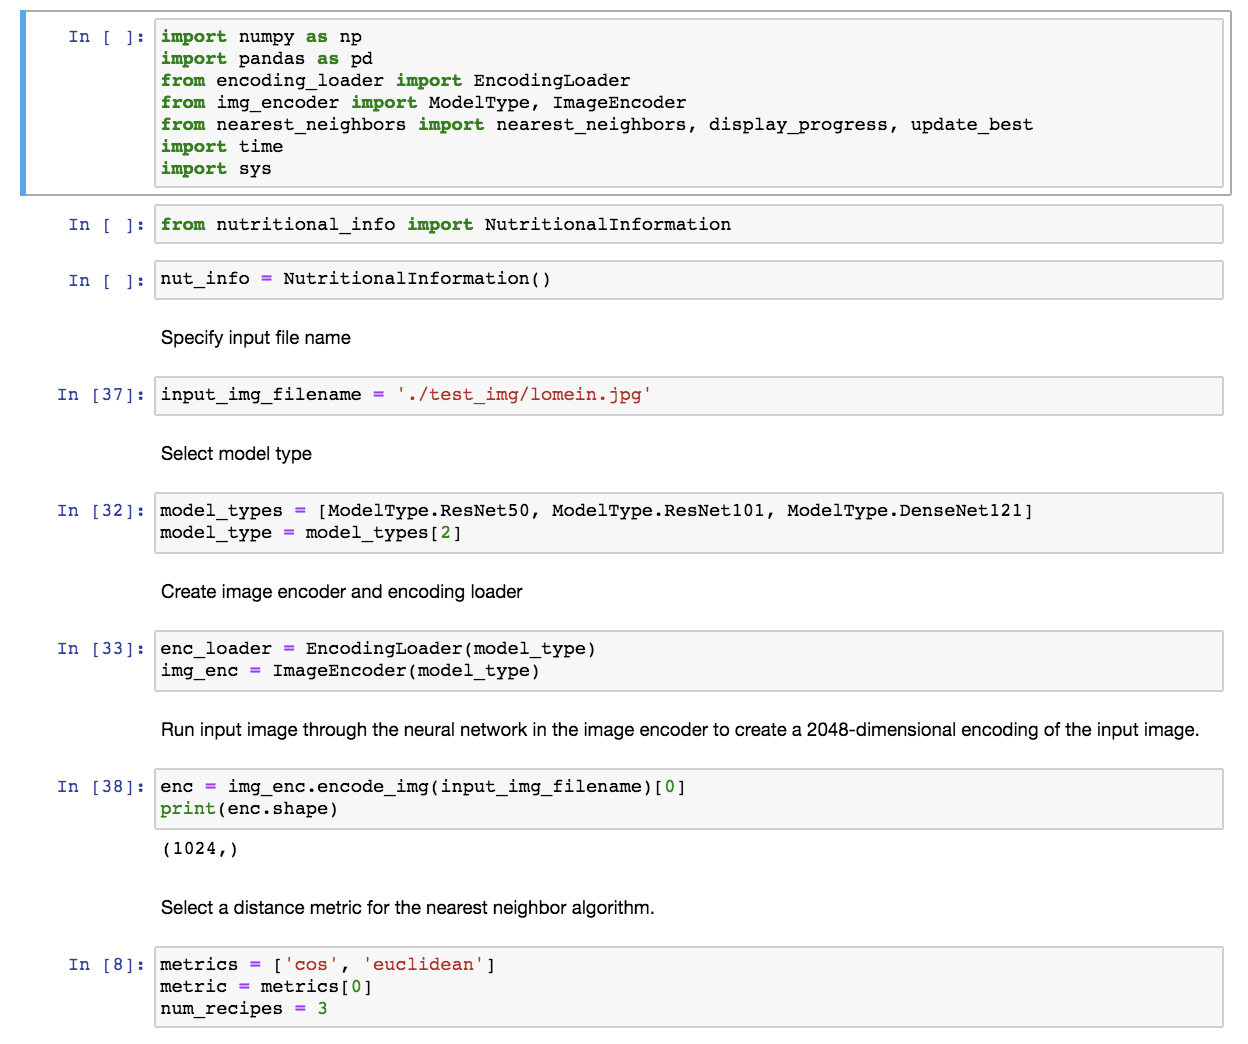 In [ ]: import numpy as np
import pandas as pd
from encoding_loader import EncodingLoader
from img_encoder import ModelType, ImageEncoder
from nearest_neighbors import nearest_neighbors, display_progress, update_best
import time
import sys
In [ ]: from nutritional_info import NutritionalInformation
In [ ]: nut_info = NutritionalInformation()
Specify input file name
In [37]: input_img_filename = './test_img/lomein.jpg'
Select model type
In [32]: model_types = [ModelType.ResNet50, ModelType.ResNet101, ModelType.DenseNet121]
model_type = model_types[2]
Create image encoder and encoding loader
In [33]: enc_loader = EncodingLoader(model_type)
img_enc = ImageEncoder(model_type)
Run input image through the neural network in the image encoder to create a 2048-dimensional encoding of the input image.
In [38]: enc = img_enc.encode_img(input_img_filename)[0]
print(enc.shape)
(1024,)
Select a distance metric for the nearest neighbor algorithm.
In [8]: metrics = ['cos', 'euclidean']
metric = metrics[0]
num_recipes = 3